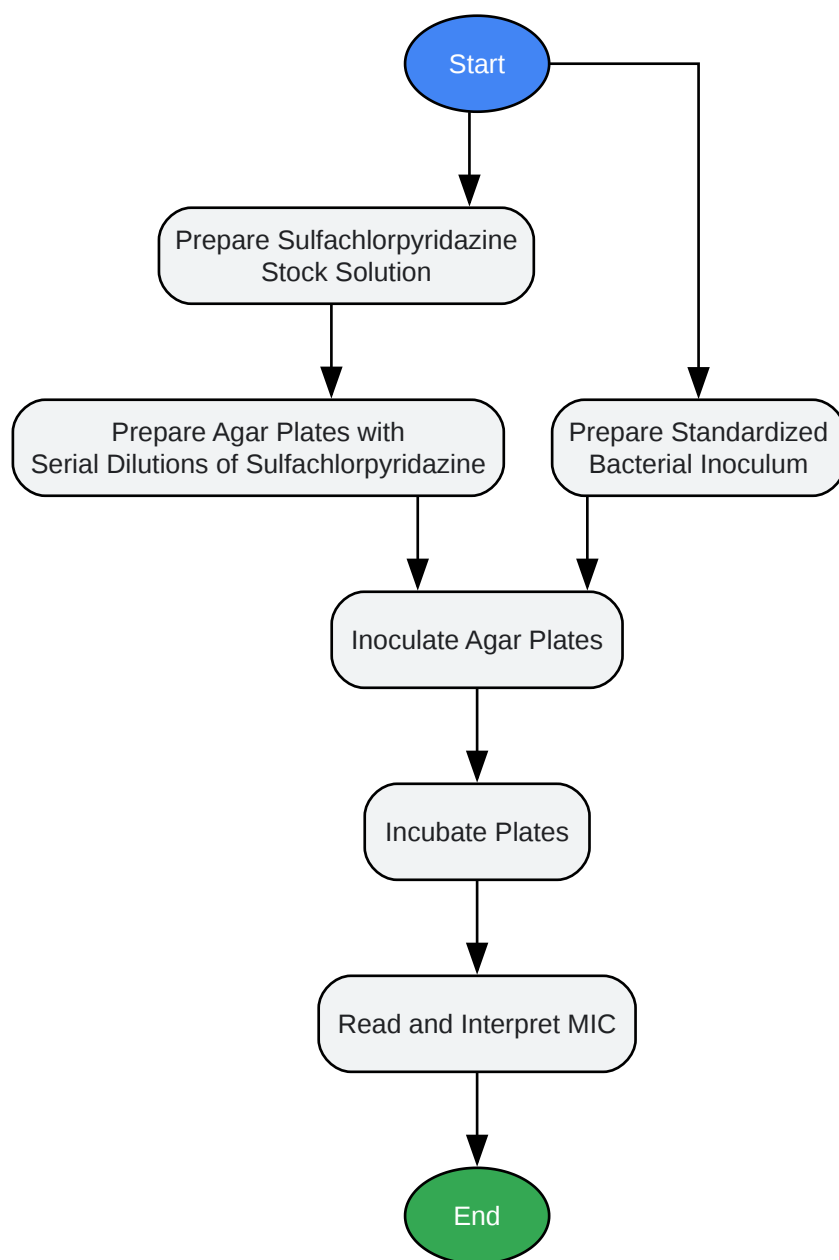 Start
Prepare Sulfachlorpyridazine
Stock Solution
Prepare Agar Plates with
Serial Dilutions of Sulfachlorpyridazine
Prepare Standardized
Bacterial Inoculum
Inoculate Agar Plates
Incubate Plates
Read and Interpret MIC
End